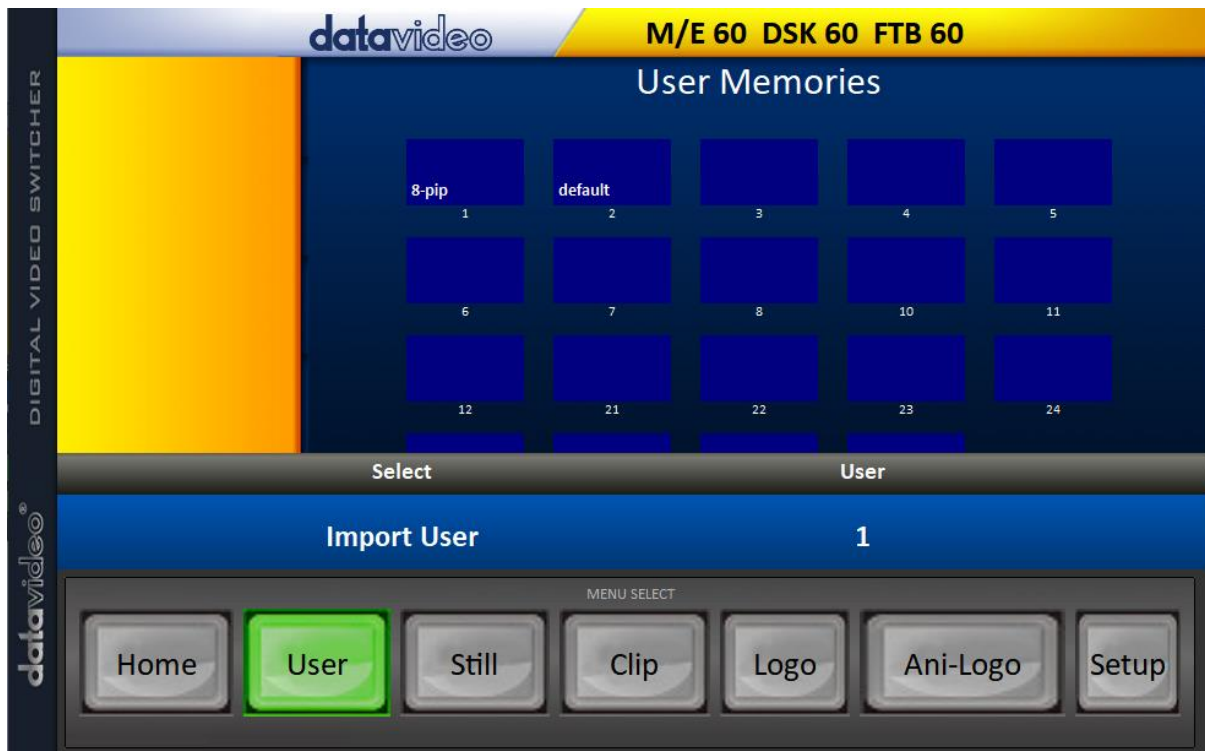 datavideo
M/E 60 DSK 60 FTB 60
DIGITAL VIDEO SWITCHER
User Memories
8-pip
default
1
2
3
4
5
6
7
8
10
11
12
21
22
23
24
Select
User
Import User
1
datavideo®
MENU SELECT
Home
User
Still
Clip
Logo
Ani-Logo
Setup